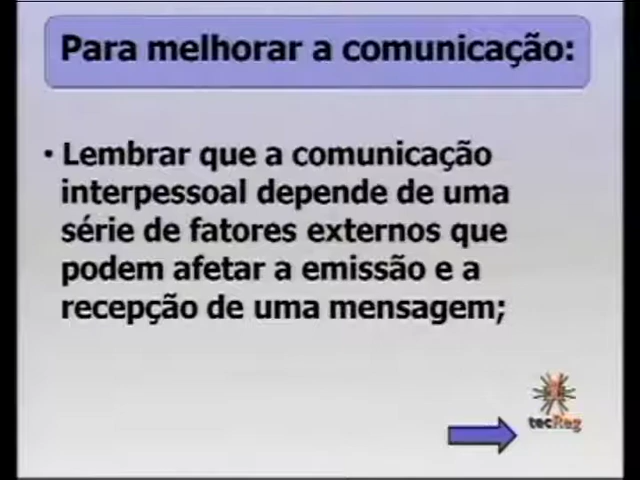 Para melhorar a comunicação:
• Lembrar que a comunicação
interpessoal depende de uma
série de fatores externos que
podem afetar a emissão e a
recepção de uma mensagem;
tecReg